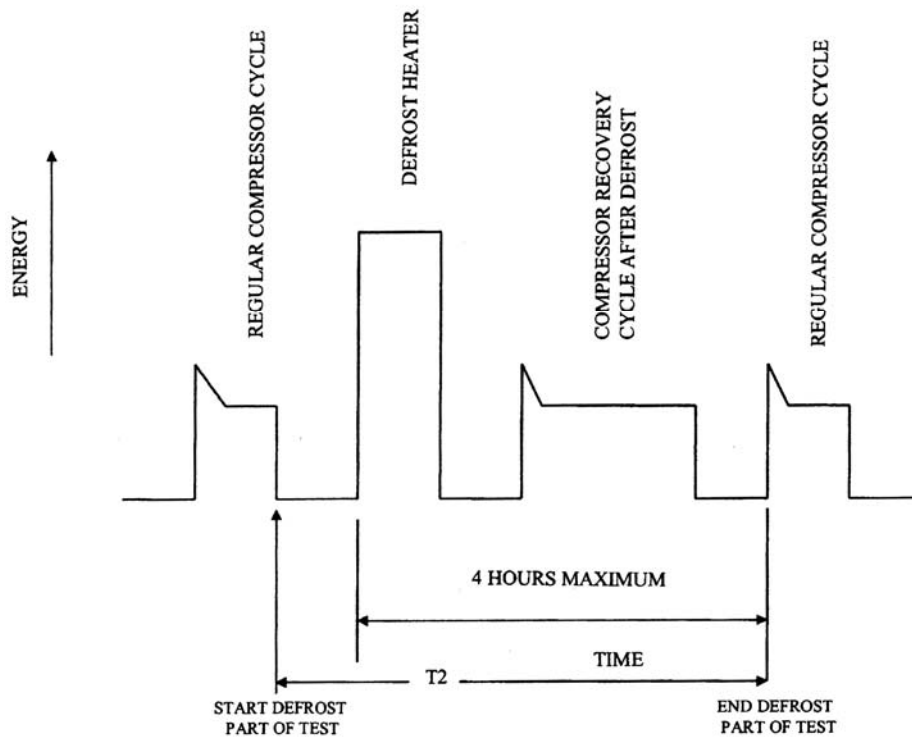 ENERGY
REGULAR COMPRESSOR CYCLE
DEFROST HEATER
COMPRESSOR RECOVERY
CYCLE AFTER DEFROST
REGULAR COMPRESSOR CYCLE
4 HOURS MAXIMUM
TIME
T2
START DEFROST
PART OF TEST
END DEFROST
PART OF TEST